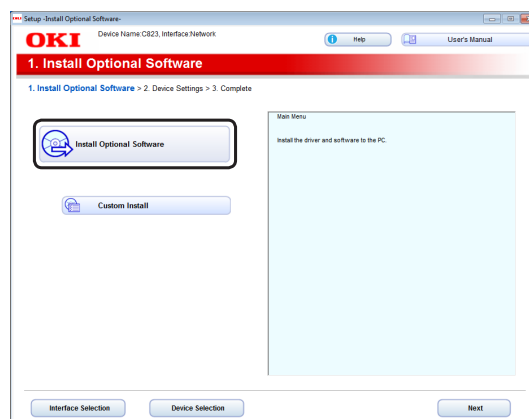 Setup -Install Optional Software-
OKI
Device Name:C823, Interface:Network
Help
User's Manual
1. Install Optional Software
1. Install Optional Software > 2. Device Settings > 3. Complete
Install Optional Software
Custom Install
Main Menu
Install the driver and software to the PC.
Interface Selection
Device Selection
Next